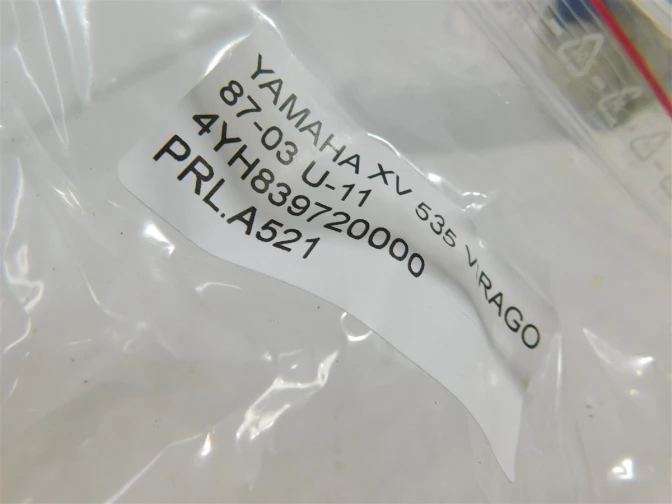 YAMAHA XV 535 VIRAGO
87-03 U-11
4YH839720000
PRL.A521